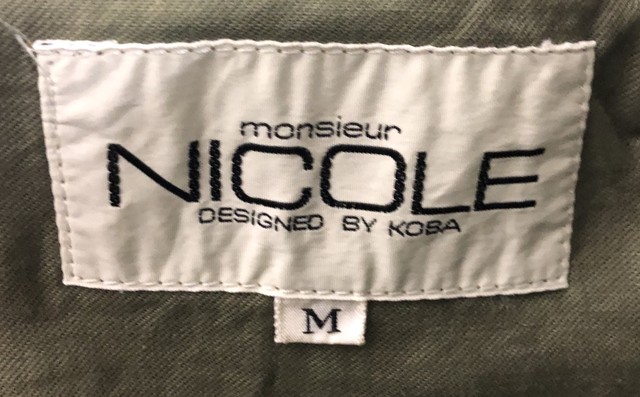 monsieur
NICOLE
DESIGNED BY KOBA
M